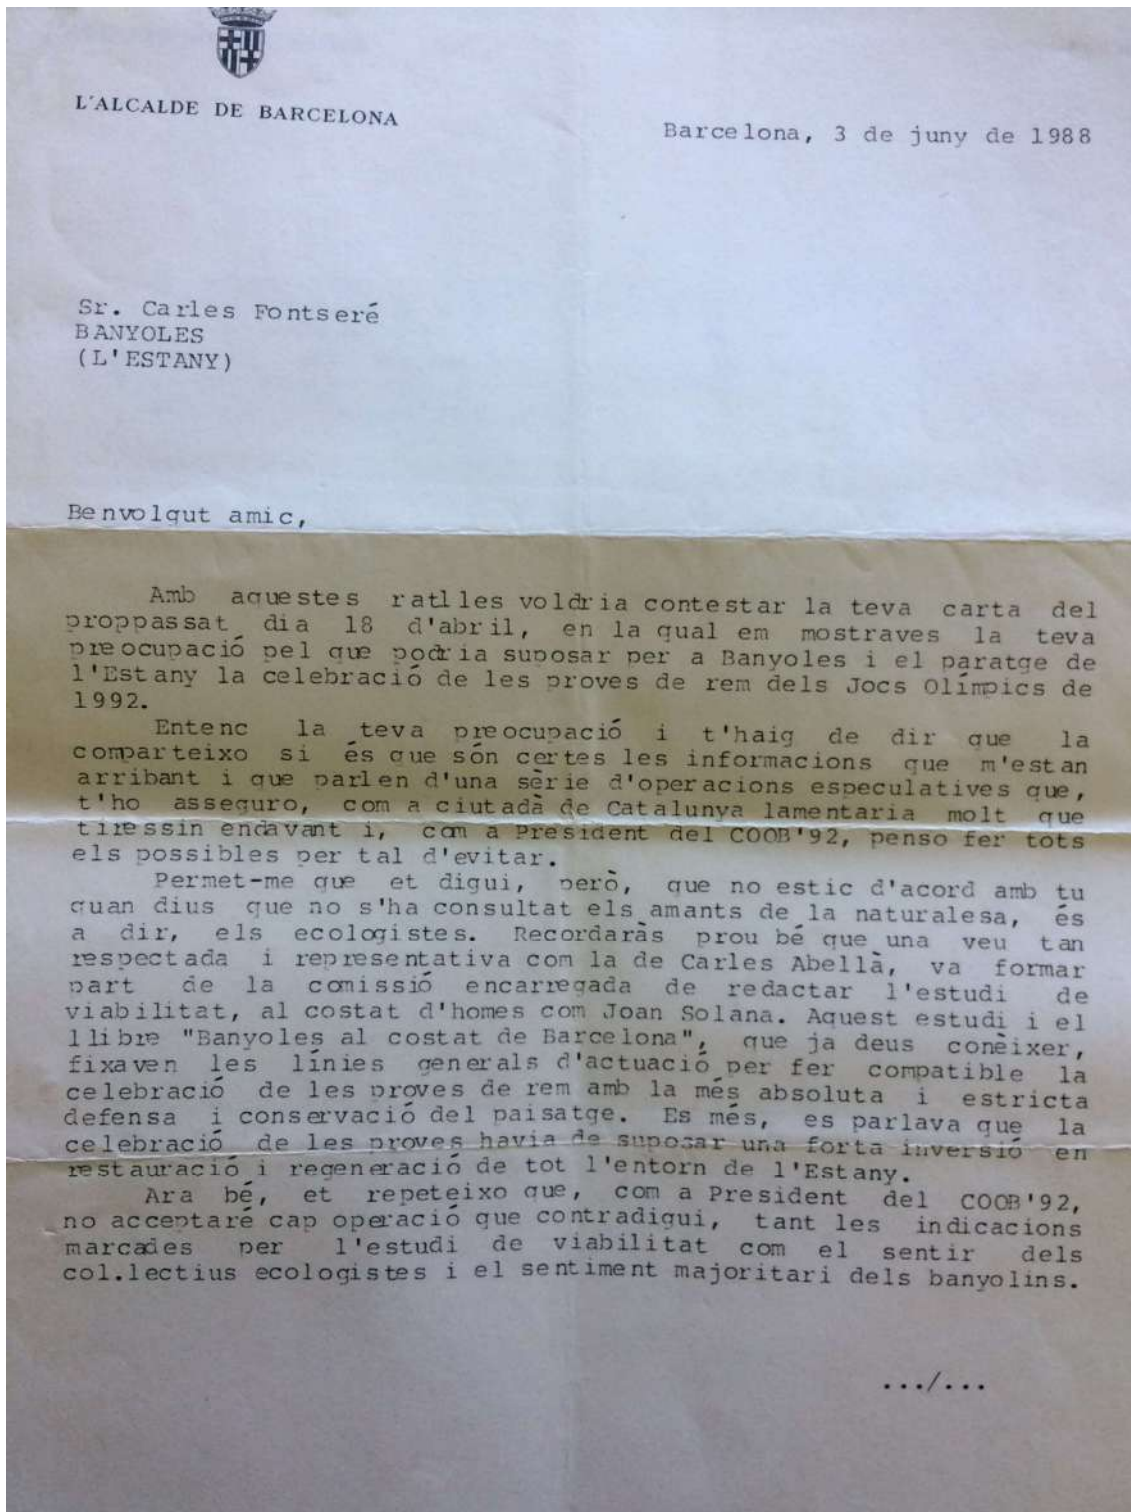 L'ALCALDE DE BARCELONA
Barcelona, 3 de juny de 1988
Sr. Carles Fontseré
BANYOLES
(L'ESTANY)
Benvolgut amic,
Amb aquestes ratlles voldria contestar la teva carta del
proppassat dia 18 d'abril, en la qual em mostraves la teva
preocupació pel que podria suposar per a Banyoles i el paratge de
l'Estany la celebració de les proves de rem dels Jocs Olímpics de
1992.
Entenc la teva preocupació i t'haig de dir que la
comparteixo si és que són certes les informacions que m'estan
arribant i que parlen d'una sèrie d'operacions especulatives que,
t'ho asseguro, com a ciutadà de Catalunya lamentaria molt que
tiressin endavant i, com a President del COOB'92, penso fer tots
els possibles per tal d'evitar.
Permet-me que et digui, però, que no estic d'acord amb tu
quan dius que no s'ha consultat els amants de la naturalesa, és
a dir, els ecologistes. Recordaràs prou bé que una veu tan
respectada i representativa com la de Carles Abellà, va formar
part de la comissió encarregada de redactar l'estudi de
viabilitat, al costat d'homes com Joan Solana. Aquest estudi i el
llibre "Banyoles al costat de Barcelona", que ja deus conèixer,
fixaven les línies generals d'actuació per fer compatible la
celebració de les proves de rem amb la més absoluta i estricta
defensa i conservació del paisatge. Es més, es parlava que la
celebració de les proves havia de suposar una forta inversió en
restauració i regeneració de tot l'entorn de l'Estany.
Ara bé, et repeteixo que, com a President del COOB'92,
no acceptaré cap operació que contradigui, tant les indicacions
marcades per l'estudi de viabilitat com el sentir dels
col.lectius ecologistes i el sentiment majoritari dels banyolins.
.../...